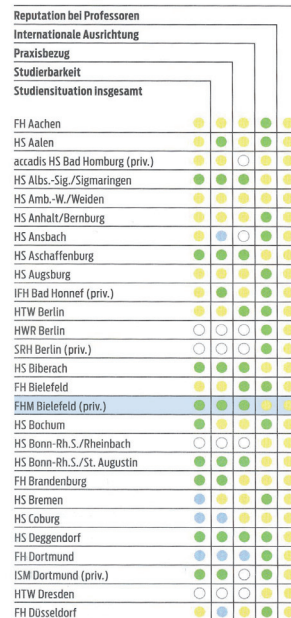 Reputation bei Professoren
Internationale Ausrichtung
Praxisbezug
Studierbarkeit
Studiensituation insgesamt
FH Aachen
HS Aalen
accadis HS Bad Homburg (priv.)
HS Albs.-Sig./Sigmaringen
HS Amb.-W./Weiden
HS Anhalt/Bernburg
HS Ansbach
HS Aschaffenburg
HS Augsburg
IFH Bad Honnef (priv.)
HTW Berlin
HWR Berlin
SRH Berlin (priv.)
HS Biberach
FH Bielefeld
FHM Bielefeld (priv.)
HS Bochum
HS Bonn-Rh.S./Rheinbach
HS Bonn-Rh.S./St. Augustin
FH Brandenburg
HS Bremen
HS Coburg
HS Deggendorf
FH Dortmund
ISM Dortmund (priv.)
HTW Dresden
FH Düsseldorf